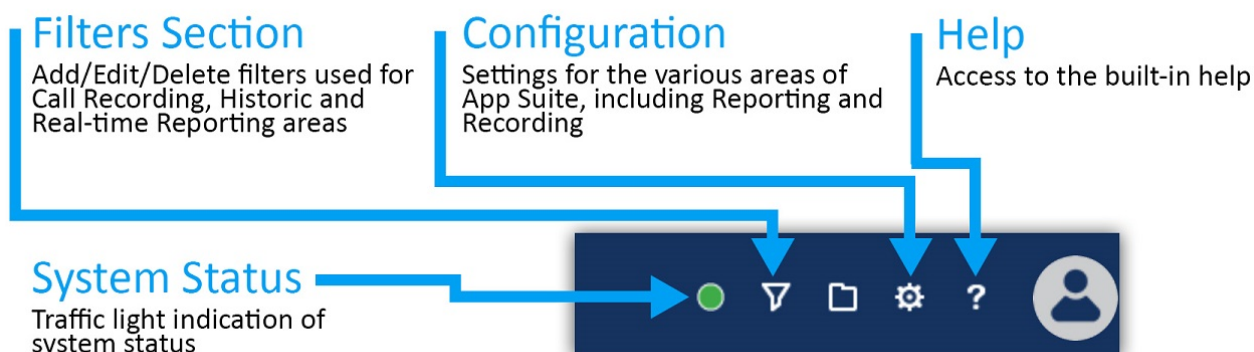 Filters Section
Add/Edit/Delete filters used for
Call Recording, Historic and
Real-time Reporting areas
Configuration
Settings for the various areas of
App Suite, including Reporting and
Recording
Help
Access to the built-in help
System Status
Traffic light indication of
system status
?